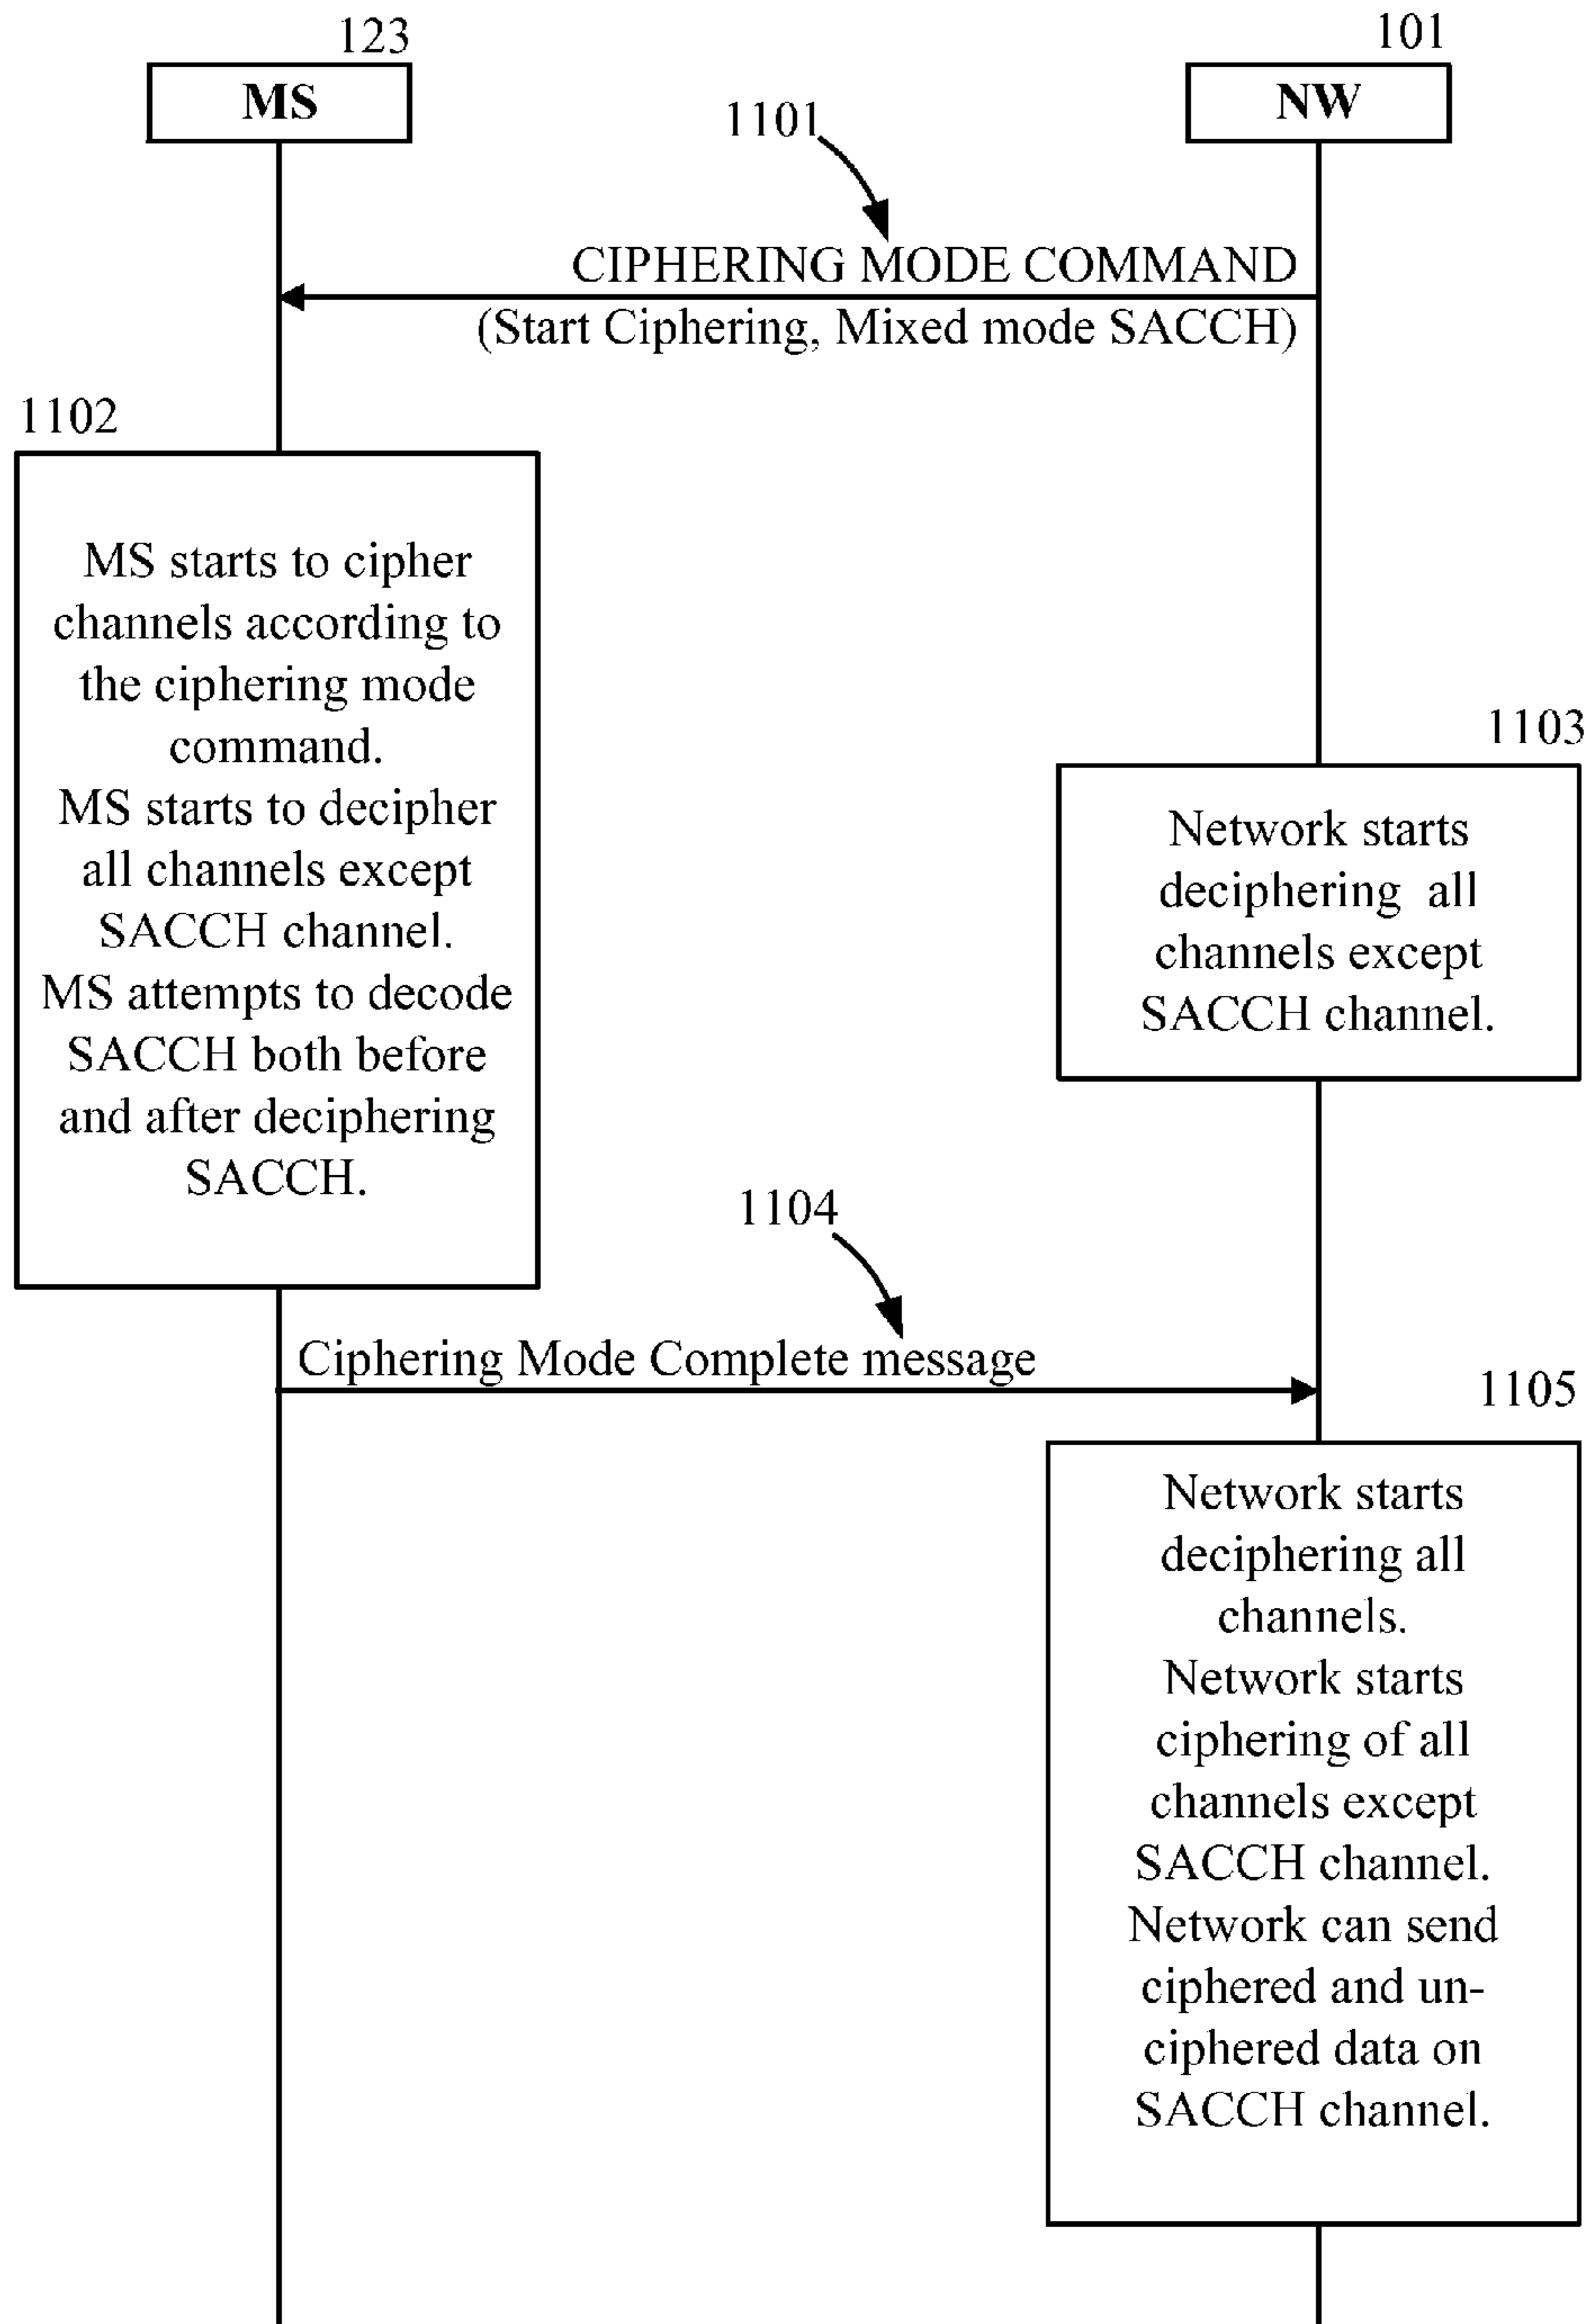 123
MS
101
NW
1101
CIPHERING MODE COMMAND
(Start Ciphering, Mixed mode SACCH)
1102
MS starts to cipher
channels according to
the ciphering mode
command.
MS starts to decipher
all channels except
SACCH channel.
MS attempts to decode
SACCH both before
and after deciphering
SACCH.
1103
Network starts
deciphering all
channels except
SACCH channel.
1104
Ciphering Mode Complete message
1105
Network starts
deciphering all
channels.
Network starts
ciphering of all
channels except
SACCH channel.
Network can send
ciphered and un-
ciphered data on
SACCH channel.